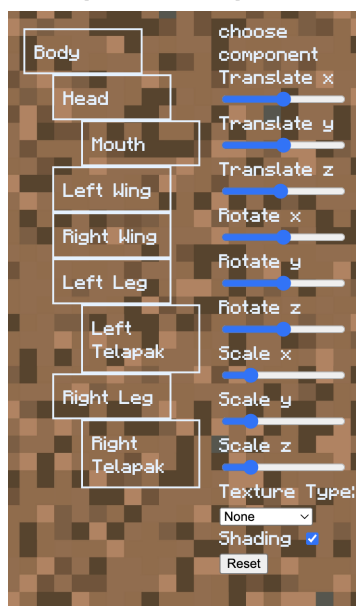 Body
Head
Mouth
Left Wing
Right Wing
Left Leg
Left
Telapak
Right Leg
Right
Telapak
choose
component
Translate x
Translate y
Translate z
Rotate x
Rotate y
Rotate z
Scale x
Scale y
Scale z
Texture Type:
None
Shading
Reset